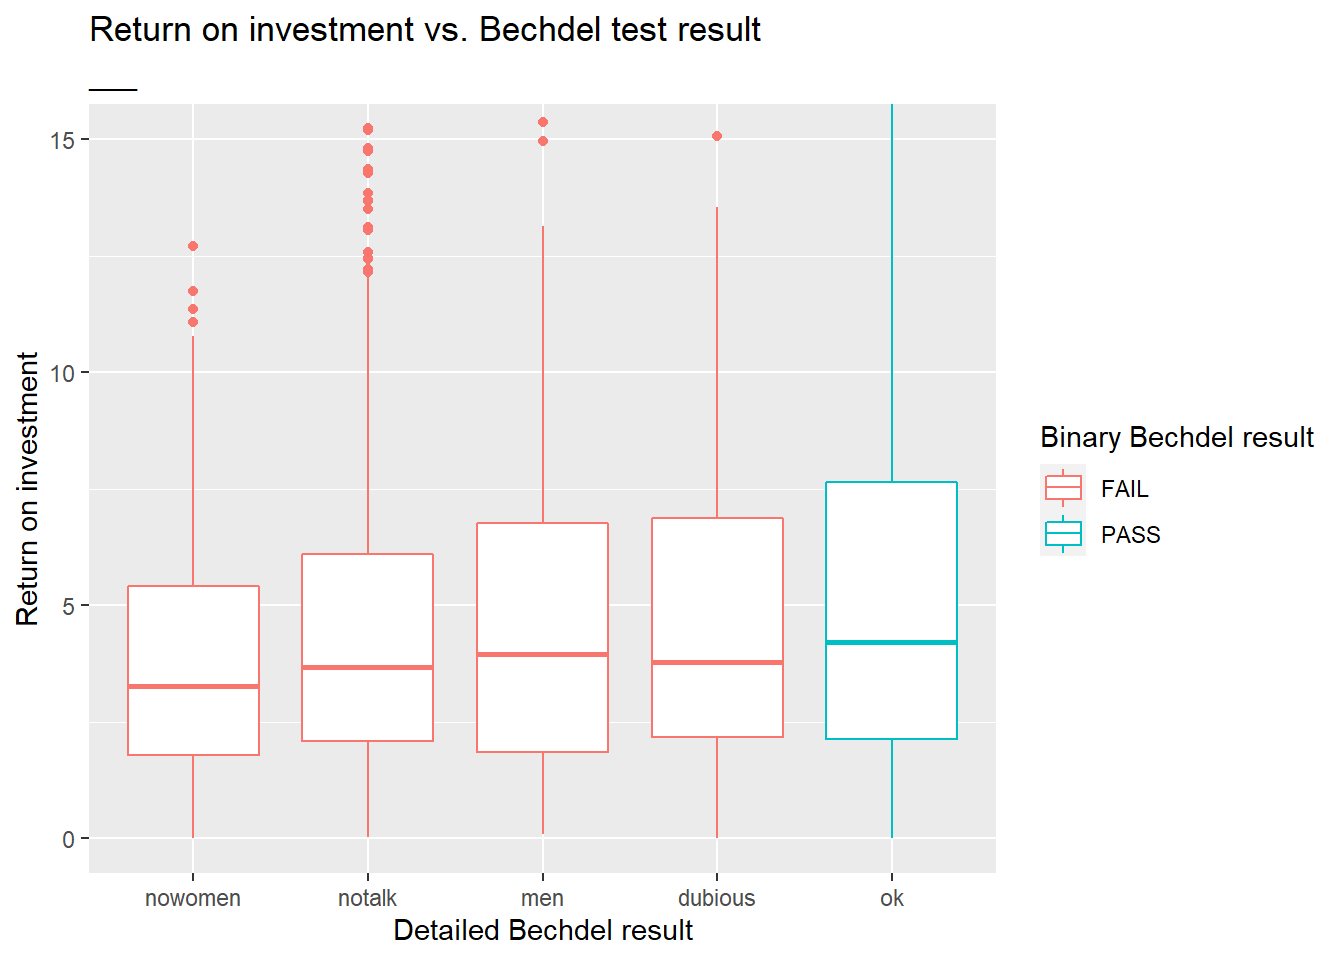 Return on investment vs. Bechdel test result
___
15
10
5
0
Return on investment
nowomen
notalk
men
dubious
ok
Detailed Bechdel result
Binary Bechdel result
FAIL
PASS